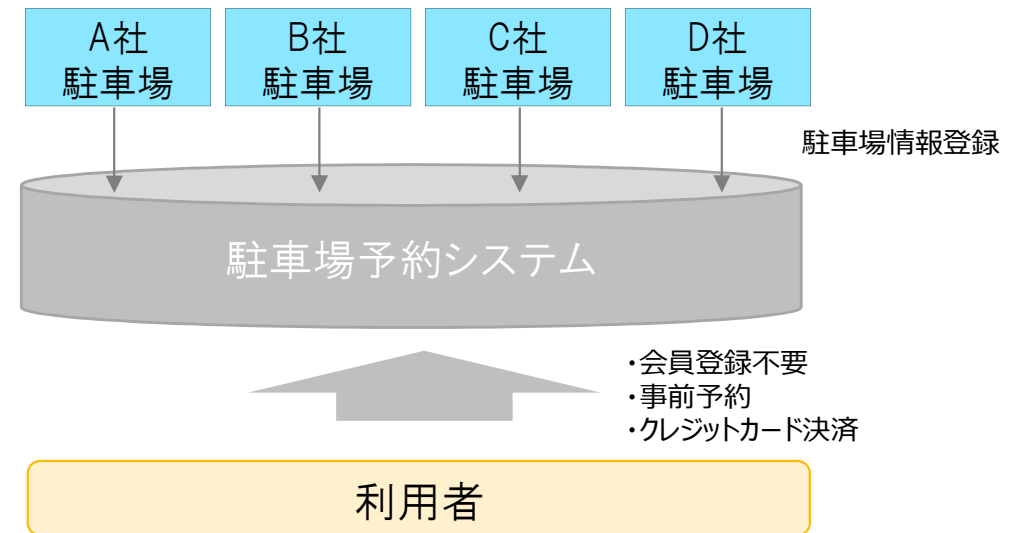 A社
駐車場
B社
駐車場
C社
駐車場
D社
駐車場
駐車場情報登録
駐車場予約システム
・会員登録不要
・事前予約
・クレジットカード決済
利用者